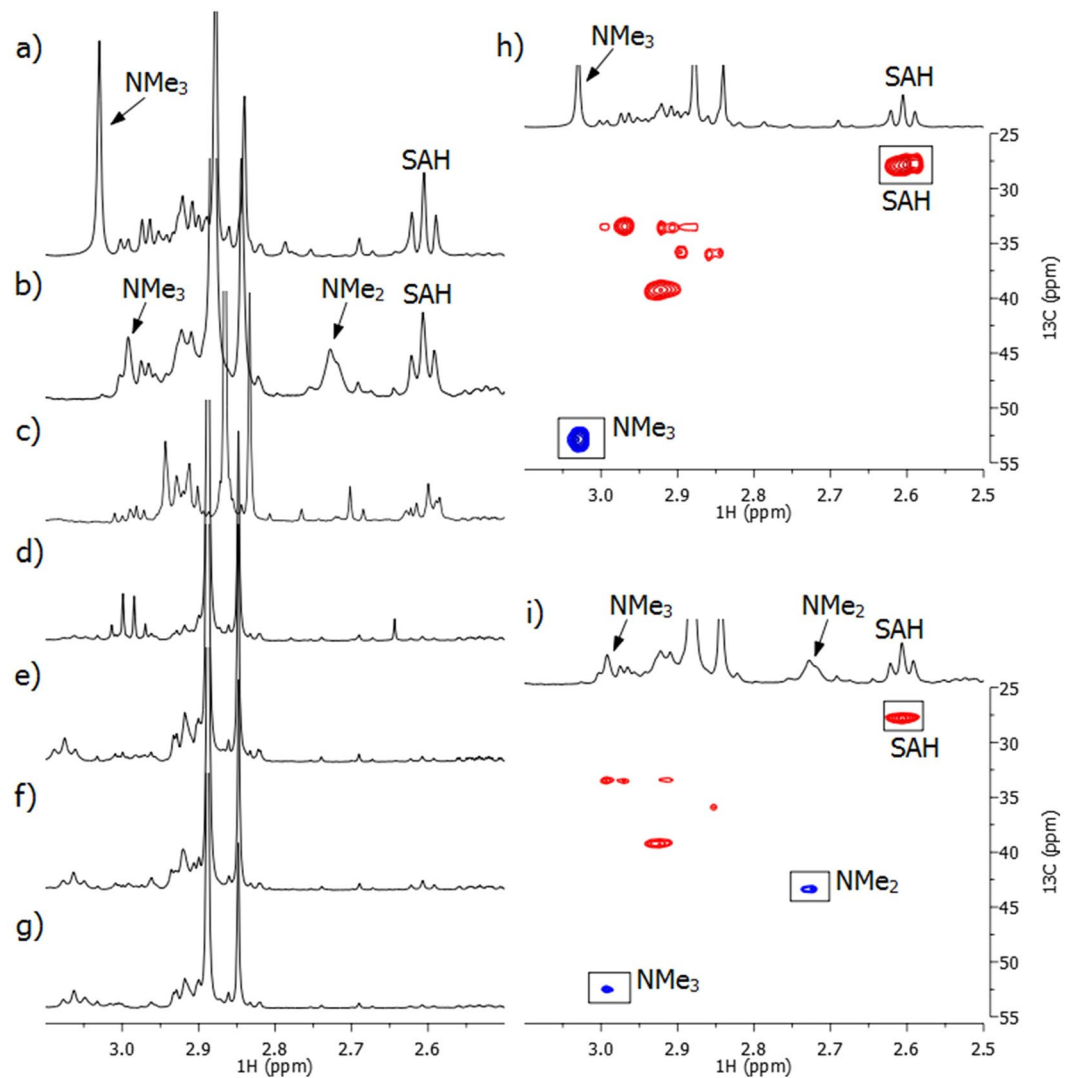 a)
NMe3
SAH
b)
NMe3
NMe2
SAH
c)
d)
e)
f)
g)
3.0 2.9 2.8 2.7 2.6
1H (ppm)
h)
NMe3
SAH
SAH
NMe3
25
30
35
40
45
50
55
13C (ppm)
3.0 2.9 2.8 2.7 2.6 2.5
1H (ppm)
i)
NMe3
NMe2
SAH
SAH
NMe2
NMe3
25
30
35
40
45
50
55
13C (ppm)
3.0 2.9 2.8 2.7 2.6 2.5
1H (ppm)